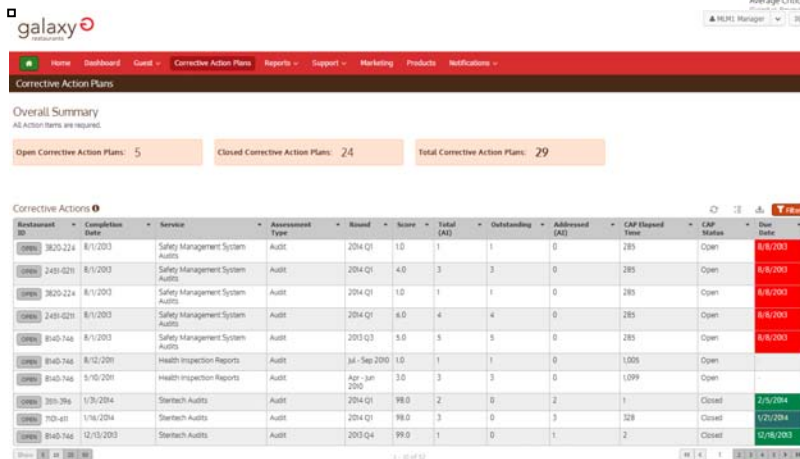 galaxy
restaurants
MLM1 Manager
Home Dashboard Guest Corrective Action Plans Reports Support Marketing Products Notifications
Corrective Action Plans
Overall Summary
All Action Items are required.
Open Corrective Action Plans: 5 Closed Corrective Action Plans: 24 Total Corrective Action Plans: 29
Corrective Actions
Filter
Restaurant Completion Service Assessment Round Score Total Outstanding Addressed CAP Elapsed CAP Due
ID Date Type (AI) (AI) Time Status Date
OPEN 3820-224 8/1/2013 Safety Management System Audit 2014 Q1 1.0 1 1 0 285 Open 8/8/2013
Audits
OPEN 2451-0211 8/1/2013 Safety Management System Audit 2014 Q1 4.0 3 3 0 285 Open 8/8/2013
Audits
OPEN 3820-224 8/1/2013 Safety Management System Audit 2014 Q1 1.0 1 1 0 285 Open 8/8/2013
Audits
OPEN 2451-0211 8/1/2013 Safety Management System Audit 2014 Q1 6.0 4 4 0 285 Open 8/8/2013
Audits
OPEN 8140-746 8/1/2013 Safety Management System Audit 2013 Q3 5.0 5 5 0 285 Open 8/8/2013
Audits
OPEN 8140-746 8/12/2011 Health Inspection Reports Jul - Sep 2010 1.0 1 1 0 1,005 Open
OPEN 8140-746 5/10/2011 Health Inspection Reports Apr - Jun 3.0 3 3 0 1,099 Open -
2010
OPEN 3511-396 1/31/2014 Steritech Audits Audit 2014 Q1 98.0 2 0 2 1 Closed 2/5/2014
OPEN 7101-611 1/16/2014 Steritech Audits Audit 2014 Q1 98.0 3 0 3 328 Closed 1/21/2014
OPEN 8140-746 12/13/2013 Steritech Audits Audit 2013 Q4 99.0 1 0 1 2 Closed 12/18/2013
Show 5 10 25 50 1 2 3 4 5